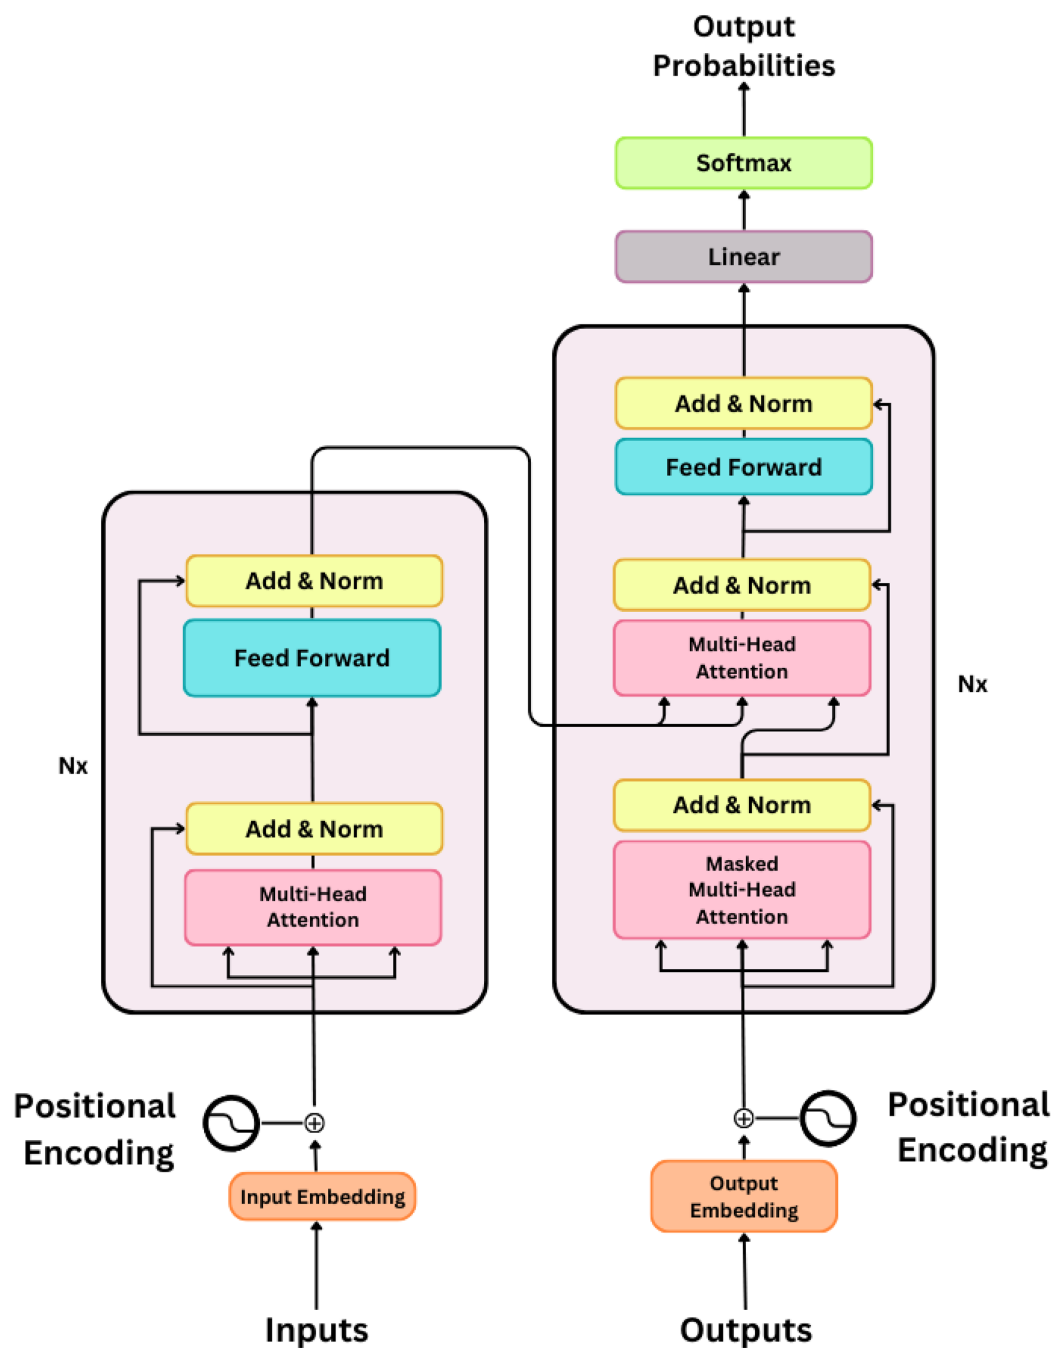 Output
Probabilities
Softmax
Linear
Add & Norm
Feed Forward
Add & Norm
Multi-Head
Attention
Nx
Add & Norm
Masked
Multi-Head
Attention
Add & Norm
Feed Forward
Nx
Add & Norm
Multi-Head
Attention
Positional
Encoding
Input Embedding
Inputs
Positional
Encoding
Output
Embedding
Outputs